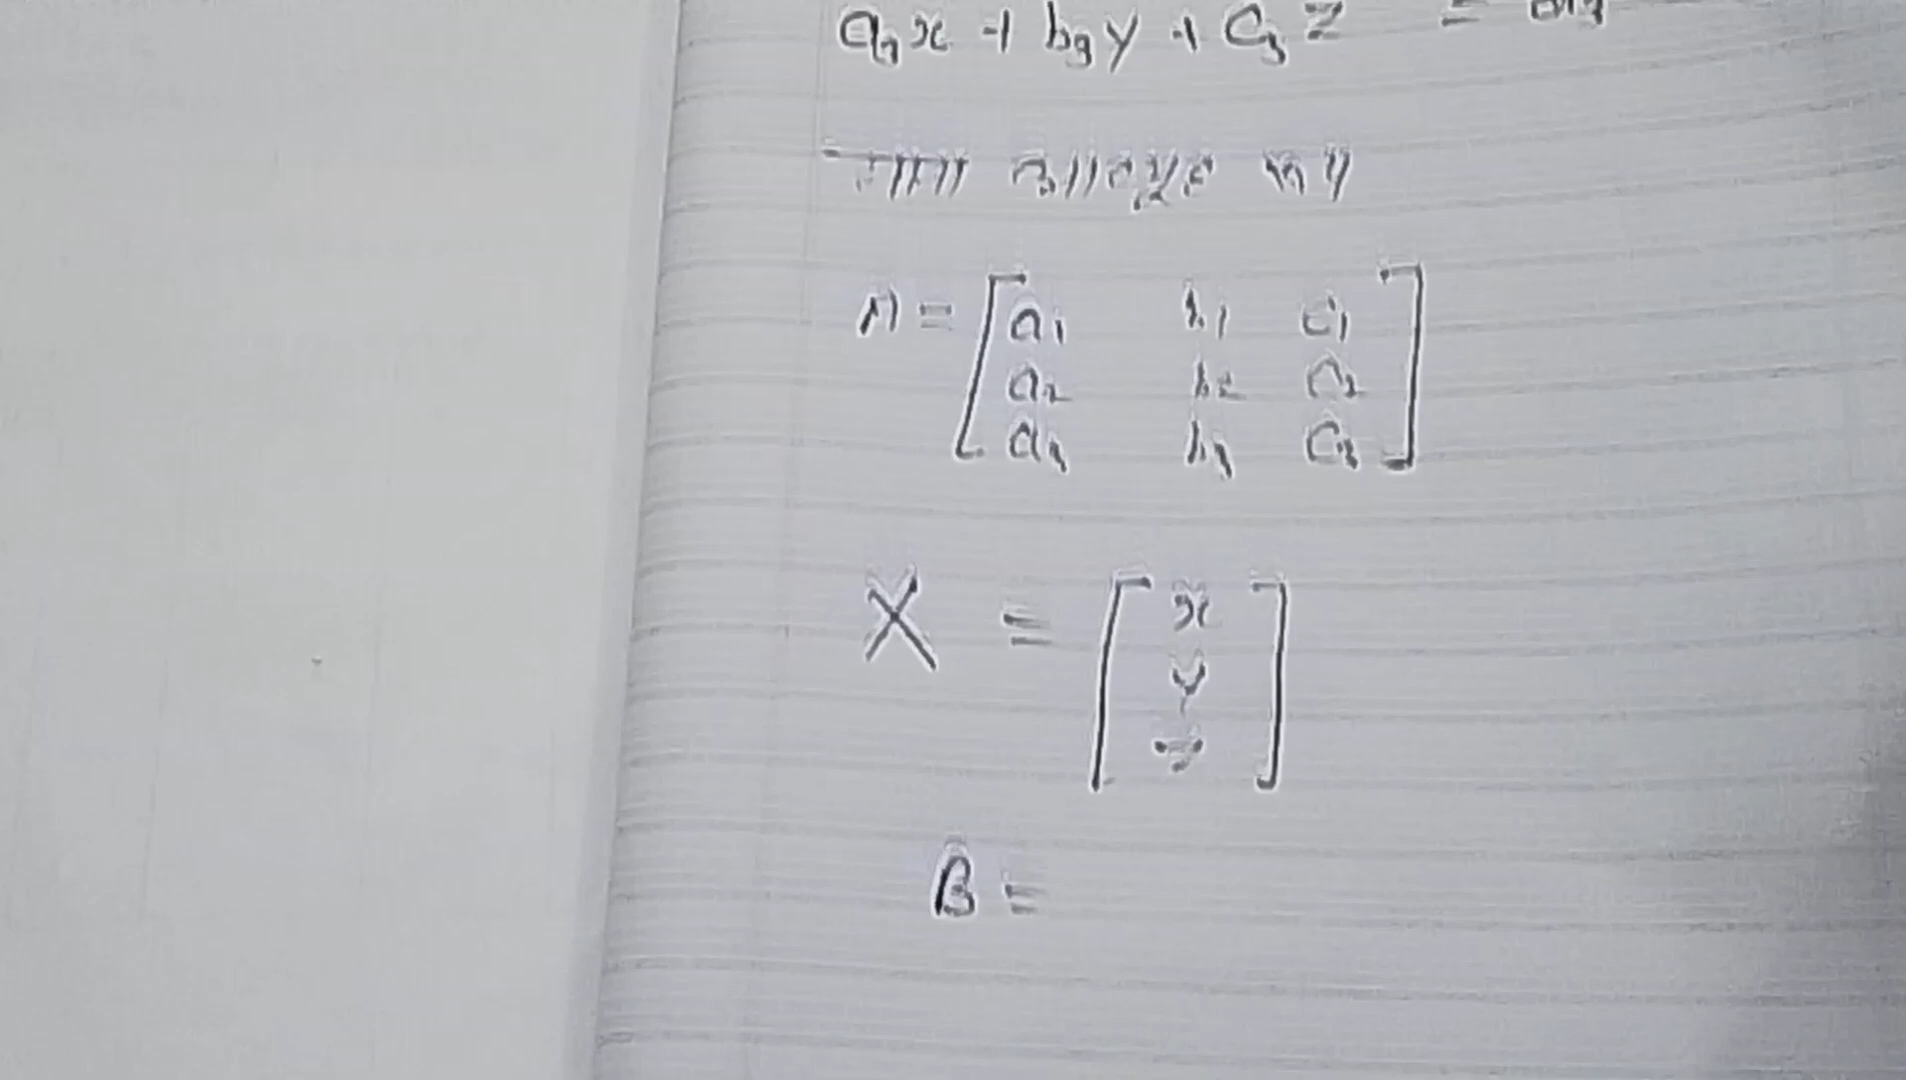 a₃x + b₃y + c₃z =
A = [a₁ b₁ c₁
a₂ b₂ c₂
a₃ b₃ c₃]
X = [x
y
z]
B =